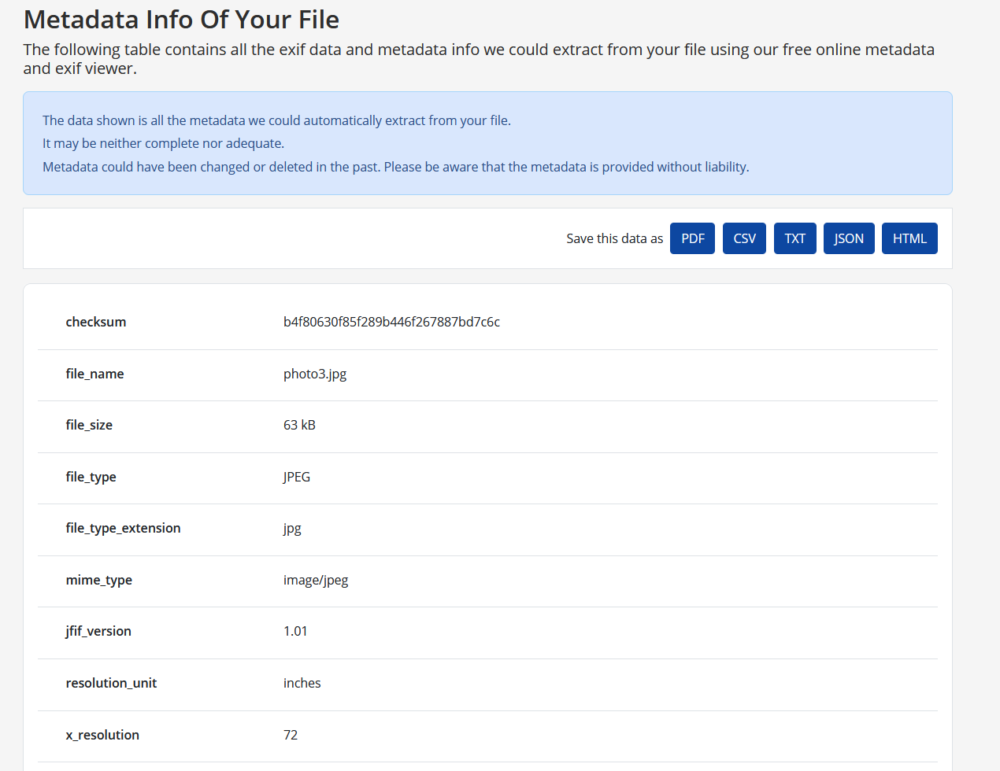 Metadata Info Of Your File
The following table contains all the exif data and metadata info we could extract from your file using our free online metadata
and exif viewer.
The data shown is all the metadata we could automatically extract from your file.
It may be neither complete nor adequate.
Metadata could have been changed or deleted in the past. Please be aware that the metadata is provided without liability.
Save this data as PDF CSV TXT JSON HTML
checksum b4f80630f85f289b446f267887bd7c6c
file_name photo3.jpg
file_size 63 kB
file_type JPEG
file_type_extension jpg
mime_type image/jpeg
jfif_version 1.01
resolution_unit inches
x_resolution 72